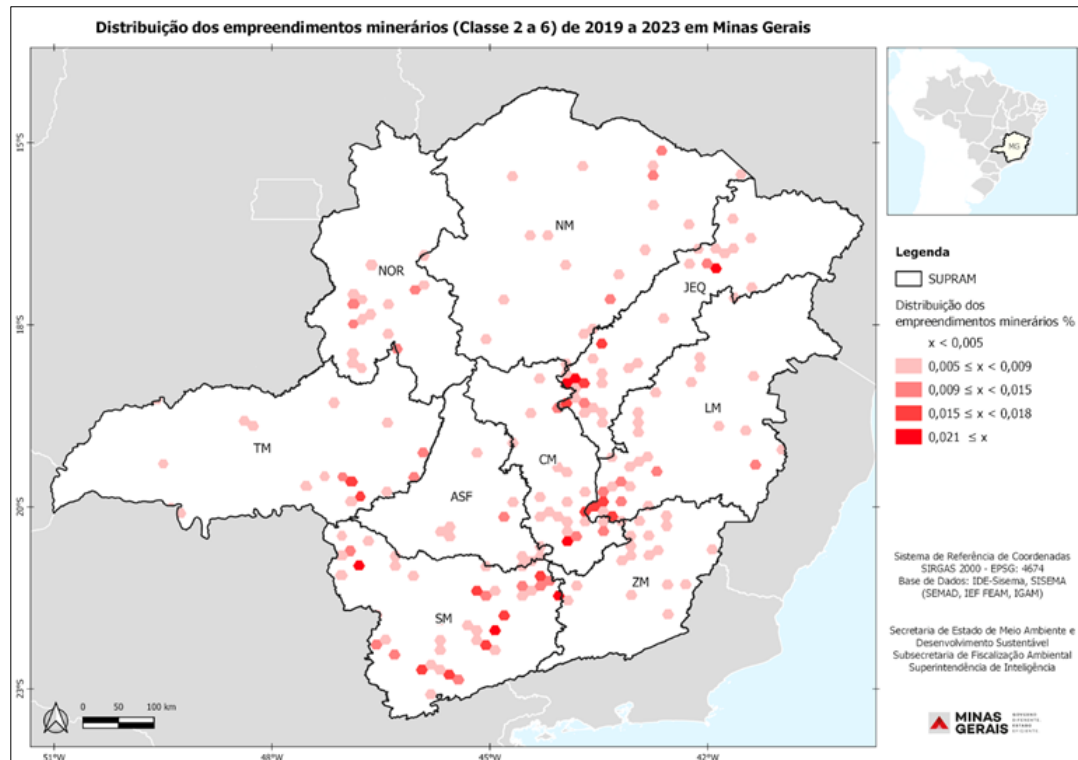 Distribuição dos empreendimentos minerários (Classe 2 a 6) de 2019 a 2023 em Minas Gerais
15°S
18°S
20°S
23°S
51°W
48°W
45°W
42°W
NOR
NM
JEQ
LM
TM
CM
ASF
ZM
SM
0 50 100 km
MG
Legenda
SUPRAM
Distribuição dos
empreendimentos minerários %
x < 0,005
0,005 ≤ x < 0,009
0,009 ≤ x < 0,015
0,015 ≤ x < 0,018
0,021 ≤ x
Sistema de Referência de Coordenadas
SIRGAS 2000 - EPSG: 4674
Base de Dados: IDE-Sisema, SISEMA
(SEMAD, IEF FEAM, IGAM)
Secretaria de Estado de Meio Ambiente e
Desenvolvimento Sustentável
Subsecretaria de Fiscalização Ambiental
Superintendência de Inteligência
MINAS
GERAIS
GOVERNO
DIFERENTE.
ESTADO
EFICIENTE.